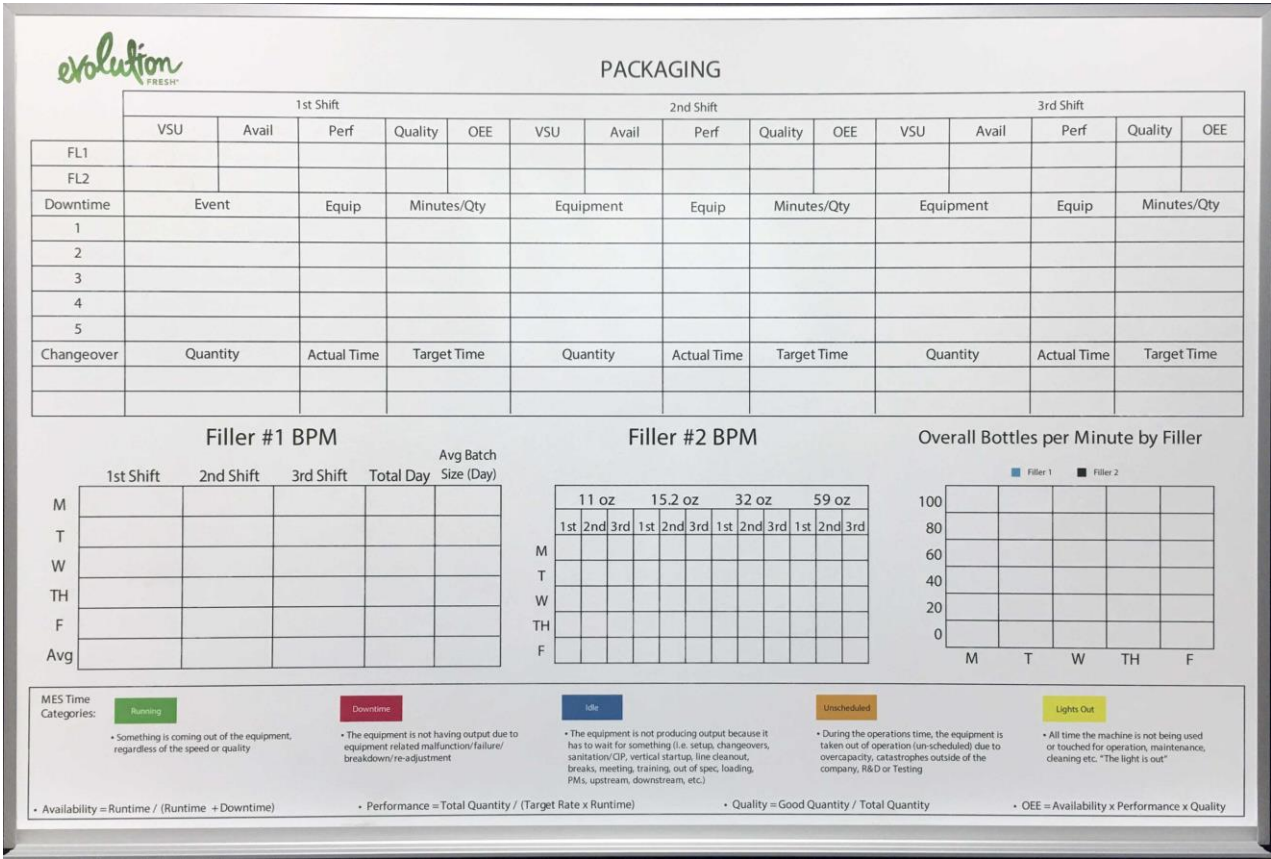 evolution
FRESH
PACKAGING
1st Shift 2nd Shift 3rd Shift
VSU Avail Perf Quality OEE VSU Avail Perf Quality OEE VSU Avail Perf Quality OEE
FL1
FL2
Downtime Event Equip Minutes/Qty Equipment Equip Minutes/Qty Equipment Equip Minutes/Qty
1
2
3
4
5
Changeover Quantity Actual Time Target Time Quantity Actual Time Target Time Quantity Actual Time Target Time
Filler #1 BPM
Avg Batch
1st Shift 2nd Shift 3rd Shift Total Day Size (Day)
M
T
W
TH
F
Avg
Filler #2 BPM
11 oz 15.2 oz 32 oz 59 oz
1st 2nd 3rd 1st 2nd 3rd 1st 2nd 3rd 1st 2nd 3rd
M
T
W
TH
F
Overall Bottles per Minute by Filler
Filler 1 Filler 2
100
80
60
40
20
0
M T W TH F
MES Time
Categories:
Running
• Something is coming out of the equipment,
regardless of the speed or quality
Downtime
• The equipment is not having output due to
equipment related malfunction/failure/
breakdown/re-adjustment
Idle
• The equipment is not producing output because it
has to wait for something (I.e. setup, changeovers,
sanitation/CIP, vertical startup, line cleanout,
breaks, meeting, training, out of spec, loading,
PMs, upstream, downstream, etc.)
Unscheduled
• During the operations time, the equipment is
taken out of operation (un-scheduled) due to
overcapacity, catastrophes outside of the
company, R&D or Testing
Lights Out
• All time the machine is not being used
or touched for operation, maintenance,
cleaning etc. "The light is out"
• Availability = Runtime / (Runtime + Downtime)
• Performance = Total Quantity / (Target Rate x Runtime)
• Quality = Good Quantity / Total Quantity
• OEE = Availability x Performance x Quality